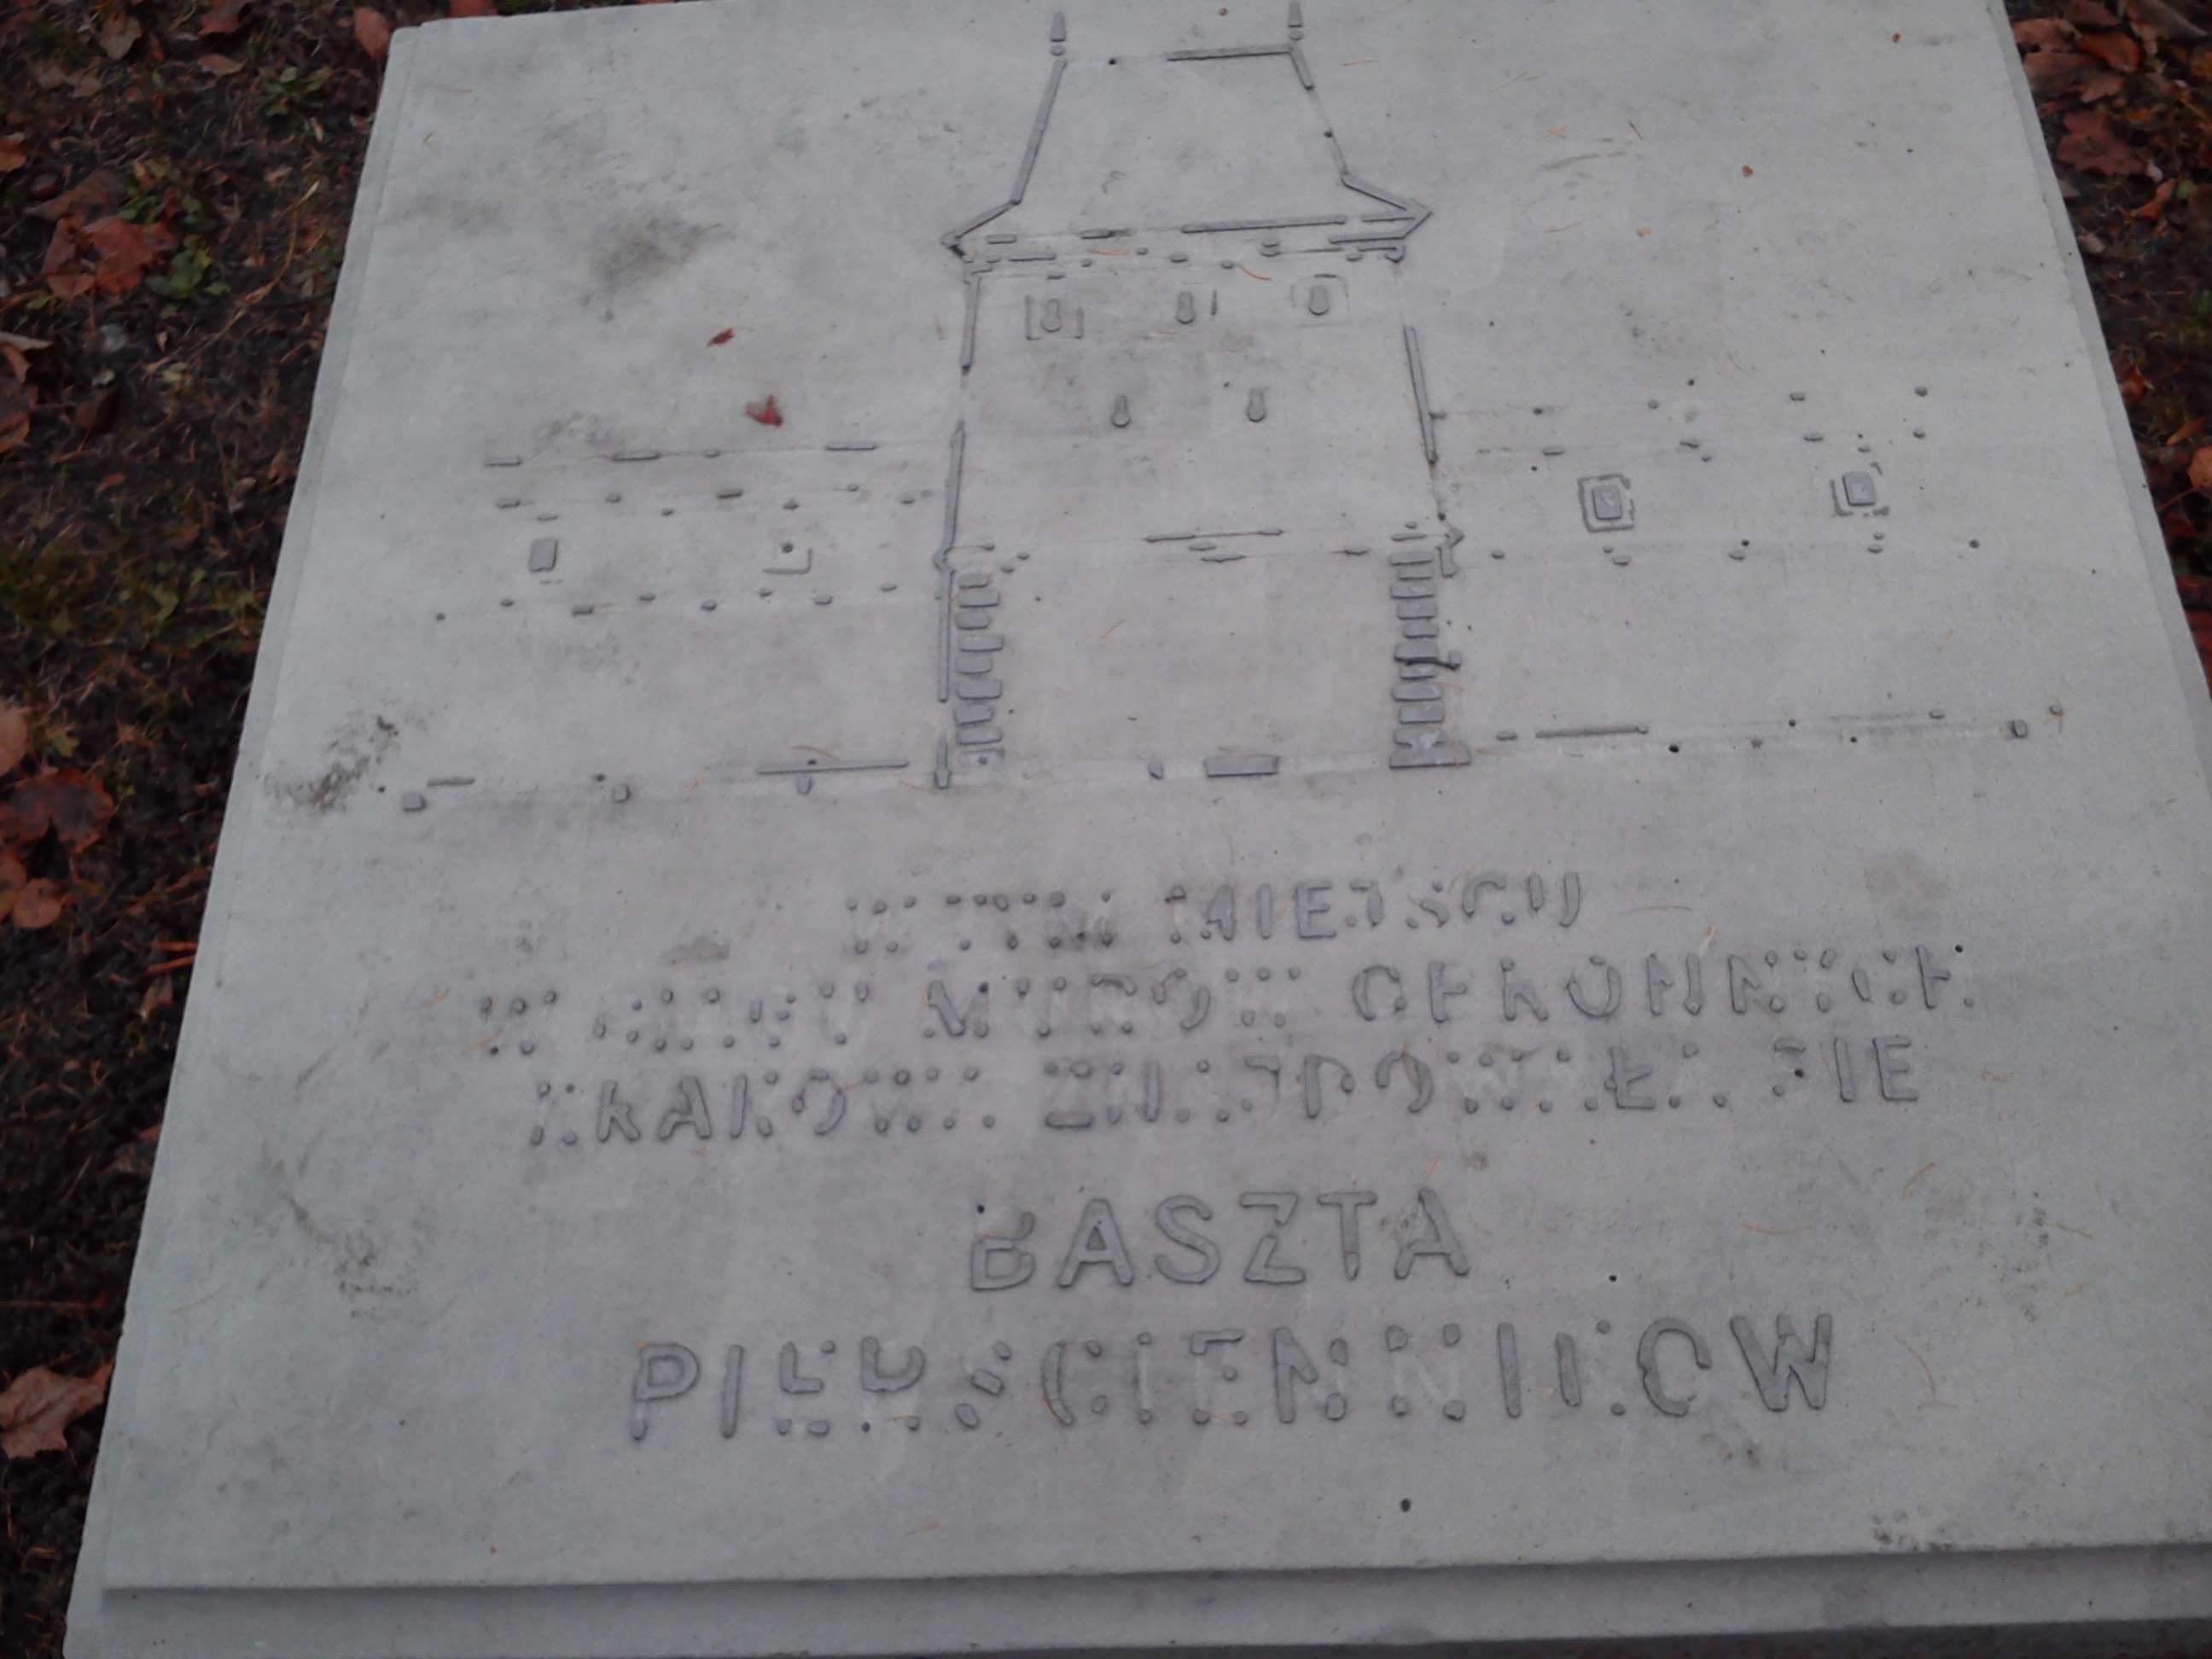 W TYM MIEJSCU
W CIĄGU MURÓW OBRONNYCH
KRAKOWA ZNAJDOWAŁA SIĘ
BASZTA
PIERŚCIENNIKÓW